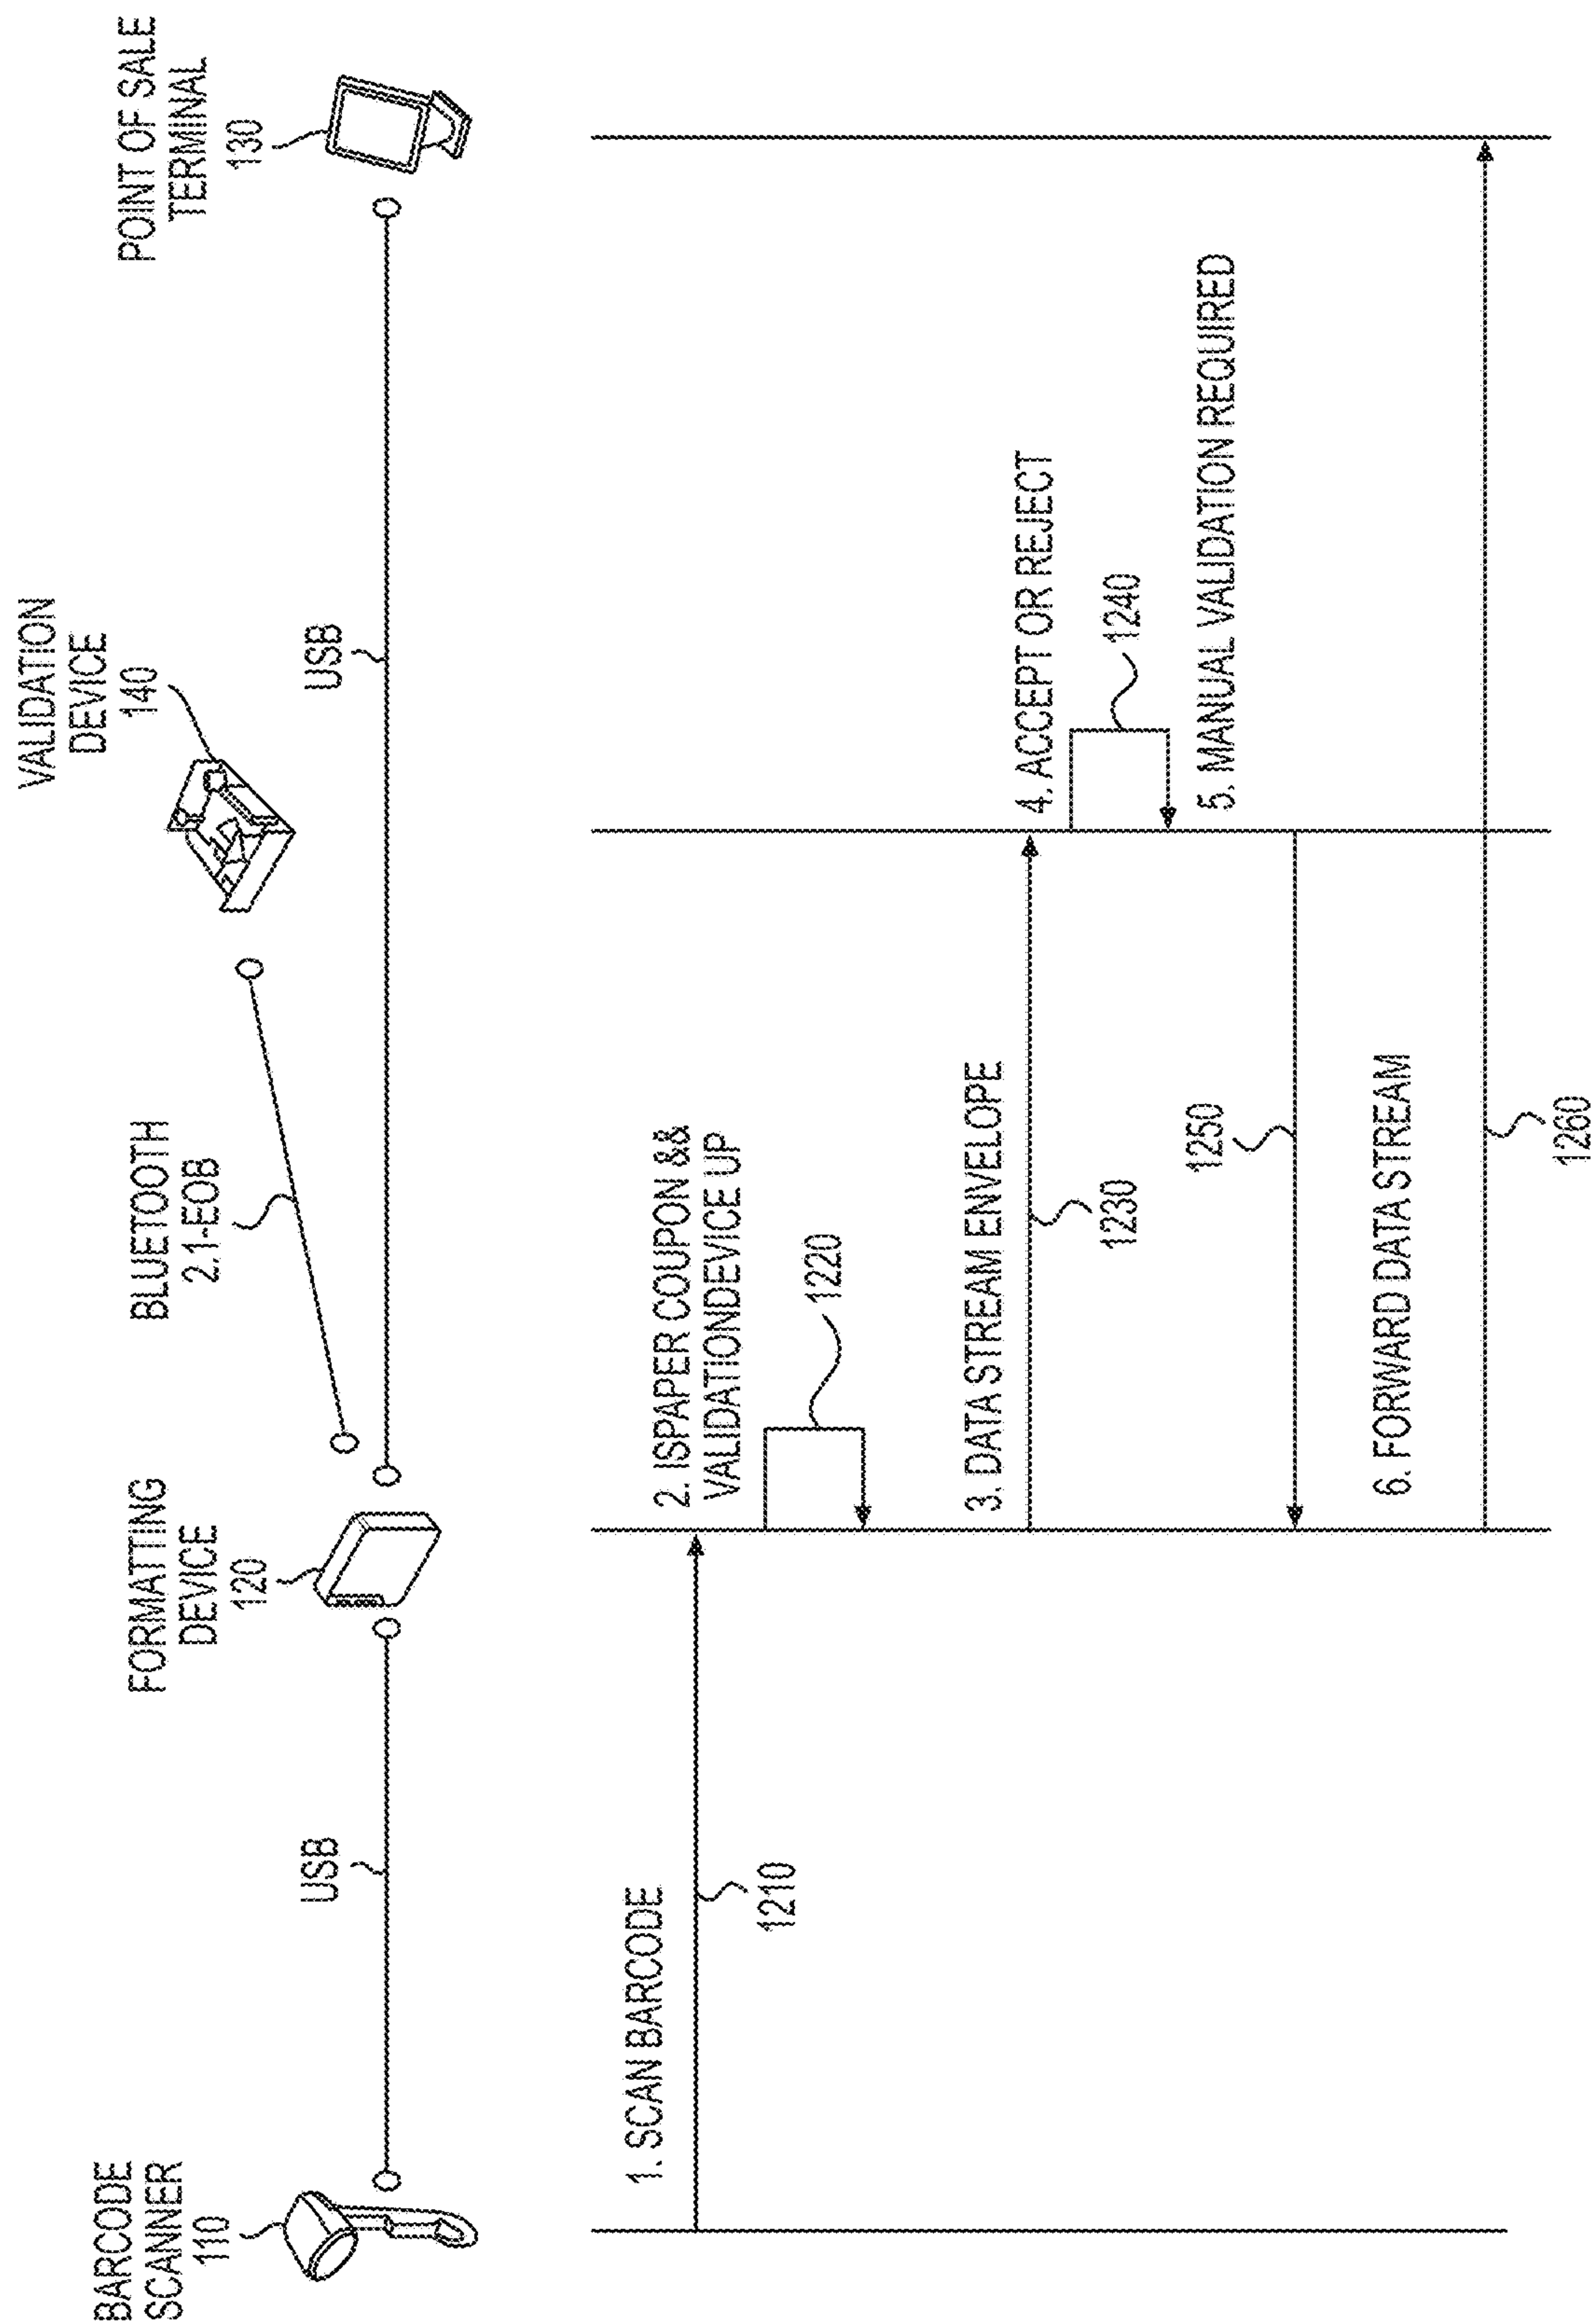 BARCODE
SCANNER
110
USB
FORMATTING
DEVICE
120
BLUETOOTH
2.1-EOB
VALIDATION
DEVICE
140
USB
POINT OF SALE
TERMINAL
130
1. SCAN BARCODE
1210
2. ISPAPER COUPON &&
VALIDATIONDEVICE UP
1220
3. DATA STREAM ENVELOPE
1230
4. ACCEPT OR REJECT
1240
5. MANUAL VALIDATION REQUIRED
1250
6. FORWARD DATA STREAM
1260